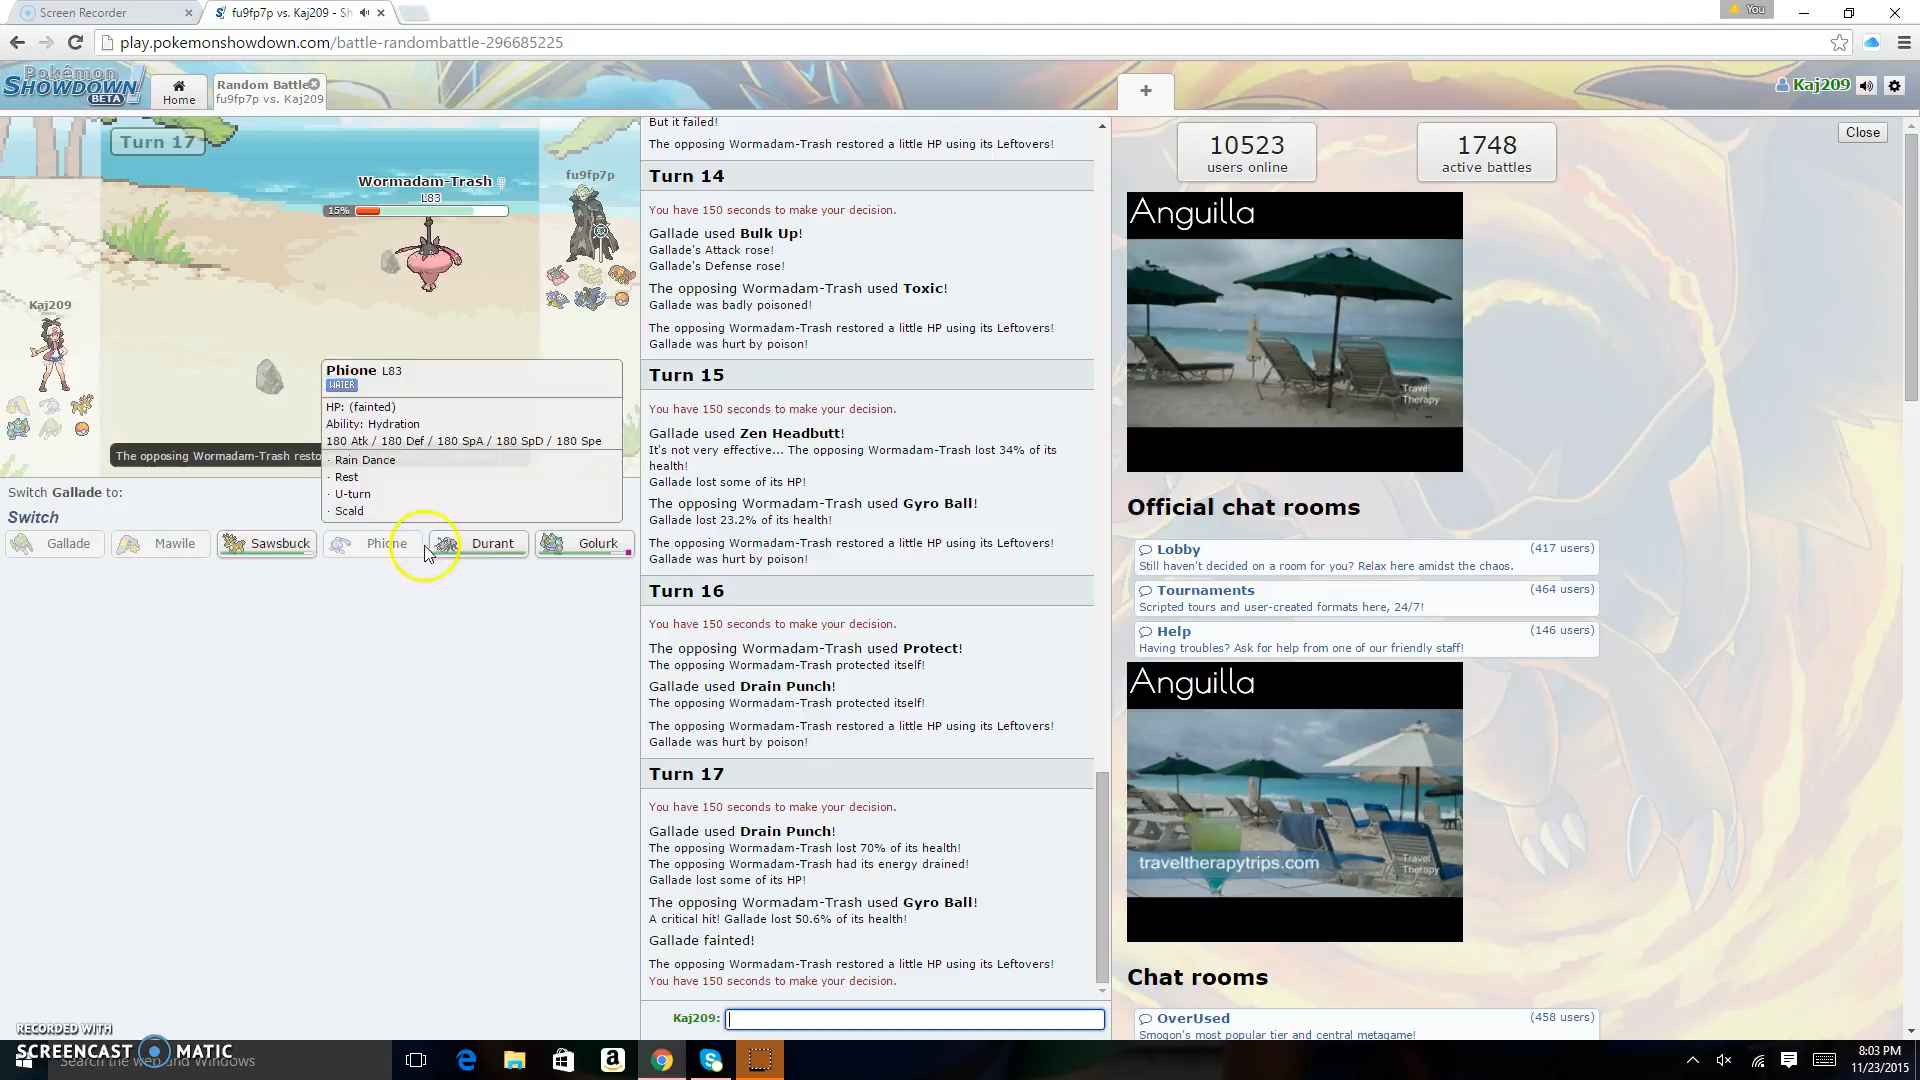 Screen Recorder
fu9fp7p vs. Kaj209 - Sh
You
play.pokemonshowdown.com/battle-randombattle-296685225
Pokémon
SHOWDOWN
BETA
Home
Random Battle
fu9fp7p vs. Kaj209
+
Kaj209
Turn 17
Wormadam-Trash
L83
15%
fu9fp7p
Kaj209
Phione L83
WATER
HP: (fainted)
Ability: Hydration
180 Atk / 180 Def / 180 SpA / 180 SpD / 180 Spe
· Rain Dance
· Rest
· U-turn
· Scald
The opposing Wormadam-Trash resto
Switch Gallade to:
Switch
Gallade
Mawile
Sawsbuck
Phione
Durant
Golurk
But it failed!
The opposing Wormadam-Trash restored a little HP using its Leftovers!
Turn 14
You have 150 seconds to make your decision.
Gallade used Bulk Up!
Gallade's Attack rose!
Gallade's Defense rose!
The opposing Wormadam-Trash used Toxic!
Gallade was badly poisoned!
The opposing Wormadam-Trash restored a little HP using its Leftovers!
Gallade was hurt by poison!
Turn 15
You have 150 seconds to make your decision.
Gallade used Zen Headbutt!
It's not very effective... The opposing Wormadam-Trash lost 34% of its
health!
Gallade lost some of its HP!
The opposing Wormadam-Trash used Gyro Ball!
Gallade lost 23.2% of its health!
The opposing Wormadam-Trash restored a little HP using its Leftovers!
Gallade was hurt by poison!
Turn 16
You have 150 seconds to make your decision.
The opposing Wormadam-Trash used Protect!
The opposing Wormadam-Trash protected itself!
Gallade used Drain Punch!
The opposing Wormadam-Trash protected itself!
The opposing Wormadam-Trash restored a little HP using its Leftovers!
Gallade was hurt by poison!
Turn 17
You have 150 seconds to make your decision.
Gallade used Drain Punch!
The opposing Wormadam-Trash lost 70% of its health!
The opposing Wormadam-Trash had its energy drained!
Gallade lost some of its HP!
The opposing Wormadam-Trash used Gyro Ball!
A critical hit! Gallade lost 50.6% of its health!
Gallade fainted!
The opposing Wormadam-Trash restored a little HP using its Leftovers!
You have 150 seconds to make your decision.
Kaj209:
Close
10523
users online
1748
active battles
Anguilla
Travel
Therapy
Official chat rooms
Lobby
(417 users)
Still haven't decided on a room for you? Relax here amidst the chaos.
Tournaments
(464 users)
Scripted tours and user-created formats here, 24/7!
Help
(146 users)
Having troubles? Ask for help from one of our friendly staff!
Anguilla
traveltherapytrips.com
Travel
Therapy
Chat rooms
OverUsed
(458 users)
Smogon's most popular tier and central metagame!
RECORDED WITH
SCREENCAST MATIC
Search the web and Windows
8:03 PM
11/23/2015